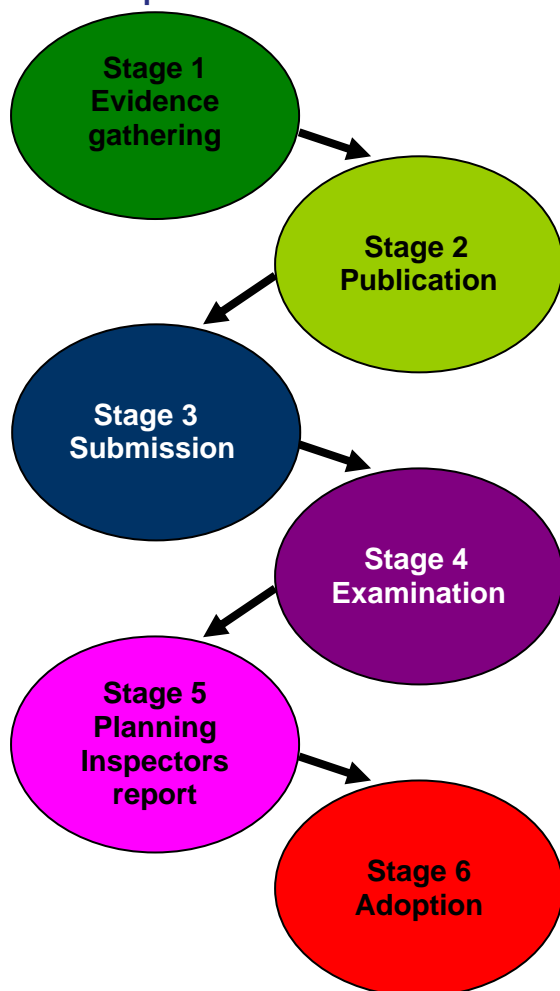 Stage 1
Evidence
gathering
Stage 2
Publication
Stage 3
Submission
Stage 4
Examination
Stage 5
Planning
Inspectors
report
Stage 6
Adoption